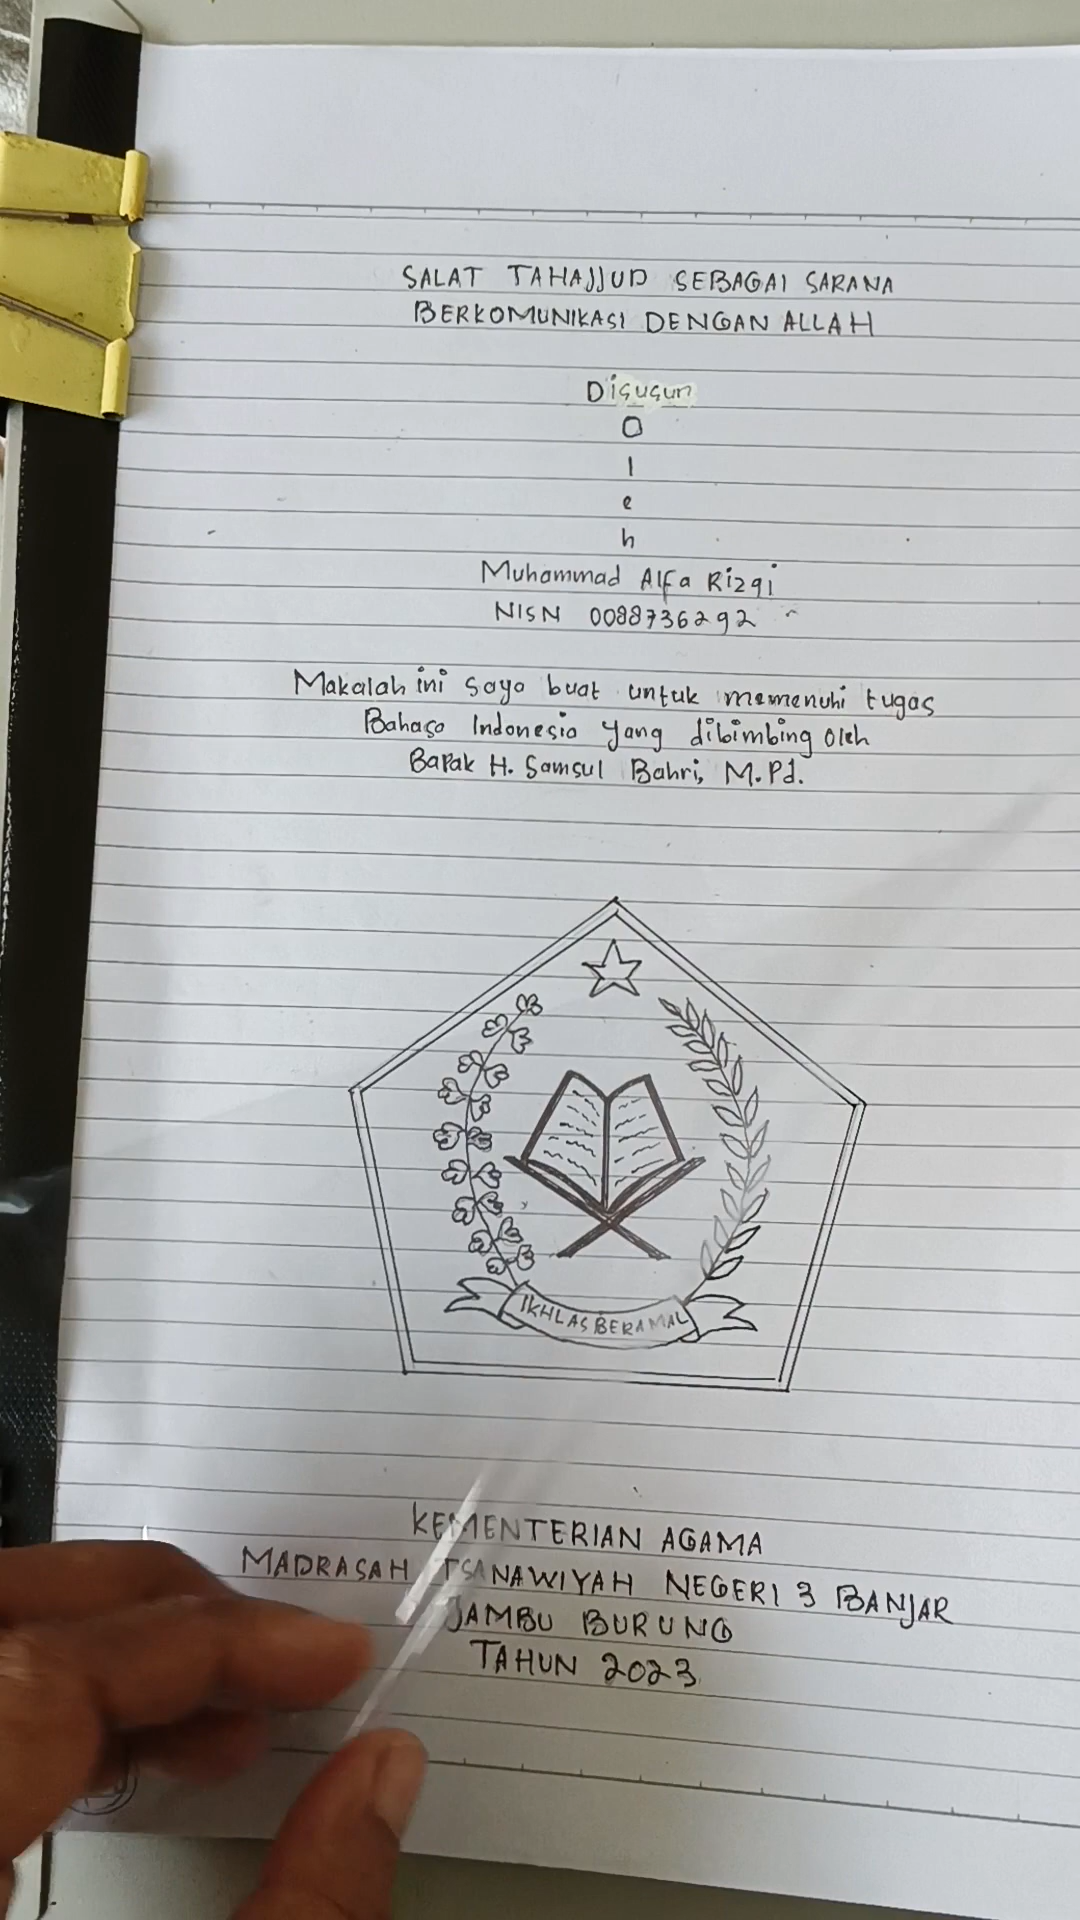 SALAT TAHAJJUD SEBAGAI SARANA
BERKOMUNIKASI DENGAN ALLAH
Disusun
O
l
e
h
Muhammad Alfa Rizqi
NISN 0088736292
Makalah ini saya buat untuk memenuhi tugas
Bahasa Indonesia yang dibimbing oleh
Bapak H. Samsul Bahri, M.Pd.
IKHLAS BERAMAL
KEMENTERIAN AGAMA
MADRASAH TSANAWIYAH NEGERI 3 BANJAR
JAMBU BURUNG
TAHUN 2023